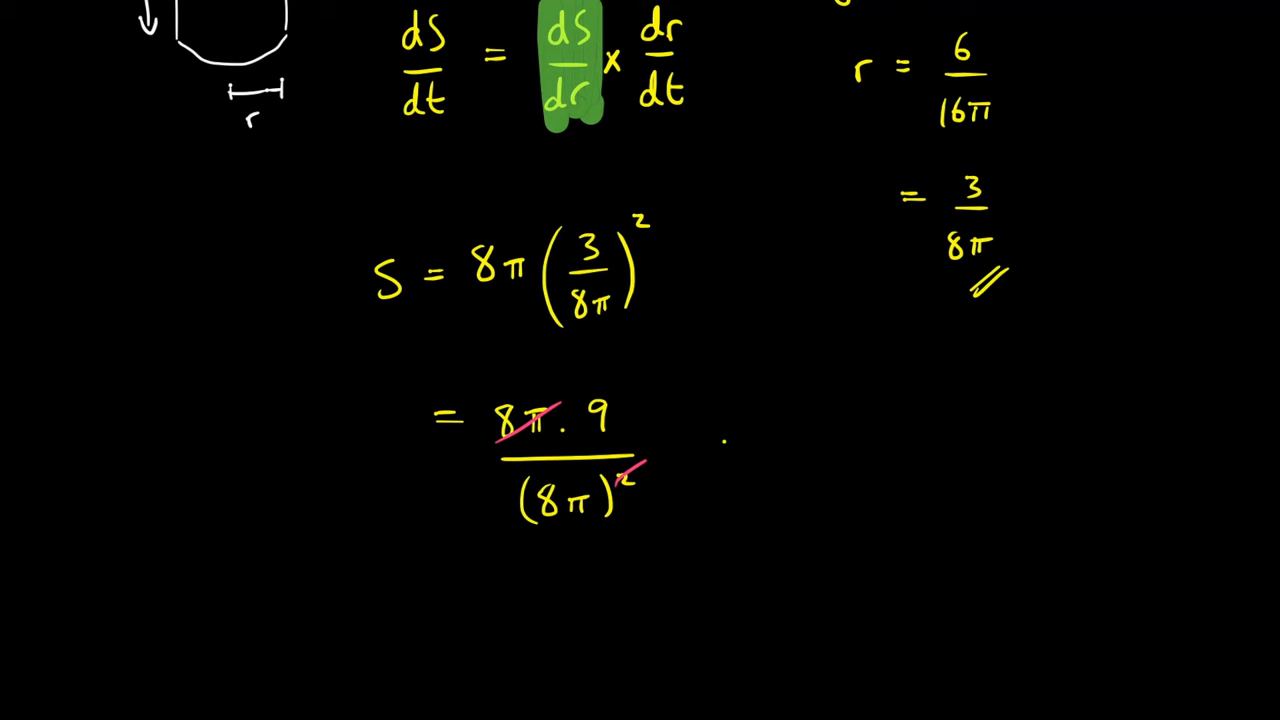 dS/dt = dS/dr × dr/dt
r = 6/16π
= 3/8π
r
S = 8π(3/8π)²
= 8π . 9/(8π)²